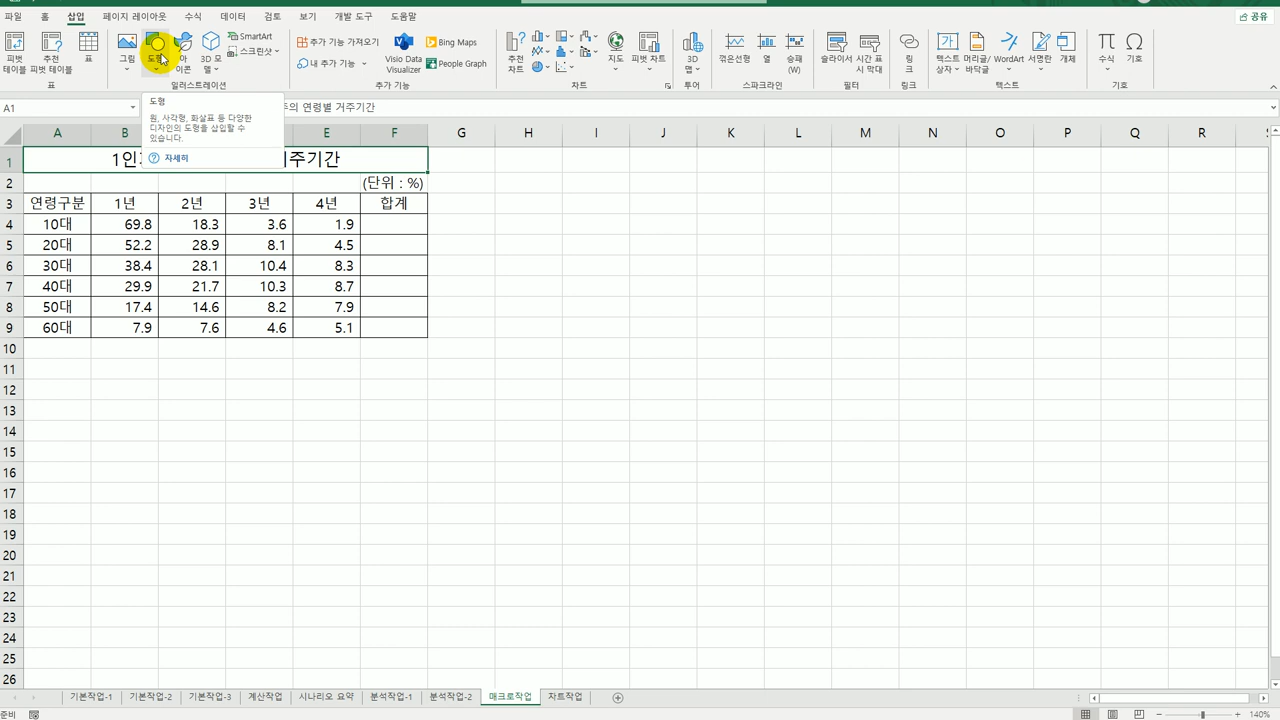 파일 홈 삽입 페이지 레이아웃 수식 데이터 검토 보기 개발 도구 도움말 공유
피벗 테이블 추천 피벗 테이블 표 그림 도형 아이콘 3D 모델 SmartArt 스크린샷 추가 기능 가져오기 내 추가 기능 Visio Data Visualizer Bing Maps People Graph 추천 차트 지도 피벗 차트 3D 맵 꺾은선형 열 승패(W) 슬라이서 시간 표시 막대 링크 텍스트 상자 머리글/바닥글 WordArt 서명란 개체 수식 기호
표 일러스트레이션 추가 기능 차트 투어 스파크라인 필터 링크 텍스트 기호
A1 주의 연령별 거주기간
도형
원, 사각형, 화살표 등 다양한
디자인의 도형을 삽입할 수
있습니다.
자세히
A B E F G H I J K L M N O P Q R
1 1인 주기간
2 (단위 : %)
3 연령구분 1년 2년 3년 4년 합계
4 10대 69.8 18.3 3.6 1.9
5 20대 52.2 28.9 8.1 4.5
6 30대 38.4 28.1 10.4 8.3
7 40대 29.9 21.7 10.3 8.7
8 50대 17.4 14.6 8.2 7.9
9 60대 7.9 7.6 4.6 5.1
10
11
12
13
14
15
16
17
18
19
20
21
22
23
24
25
26
기본작업-1 기본작업-2 기본작업-3 계산작업 시나리오 요약 분석작업-1 분석작업-2 매크로작업 차트작업
준비 140%